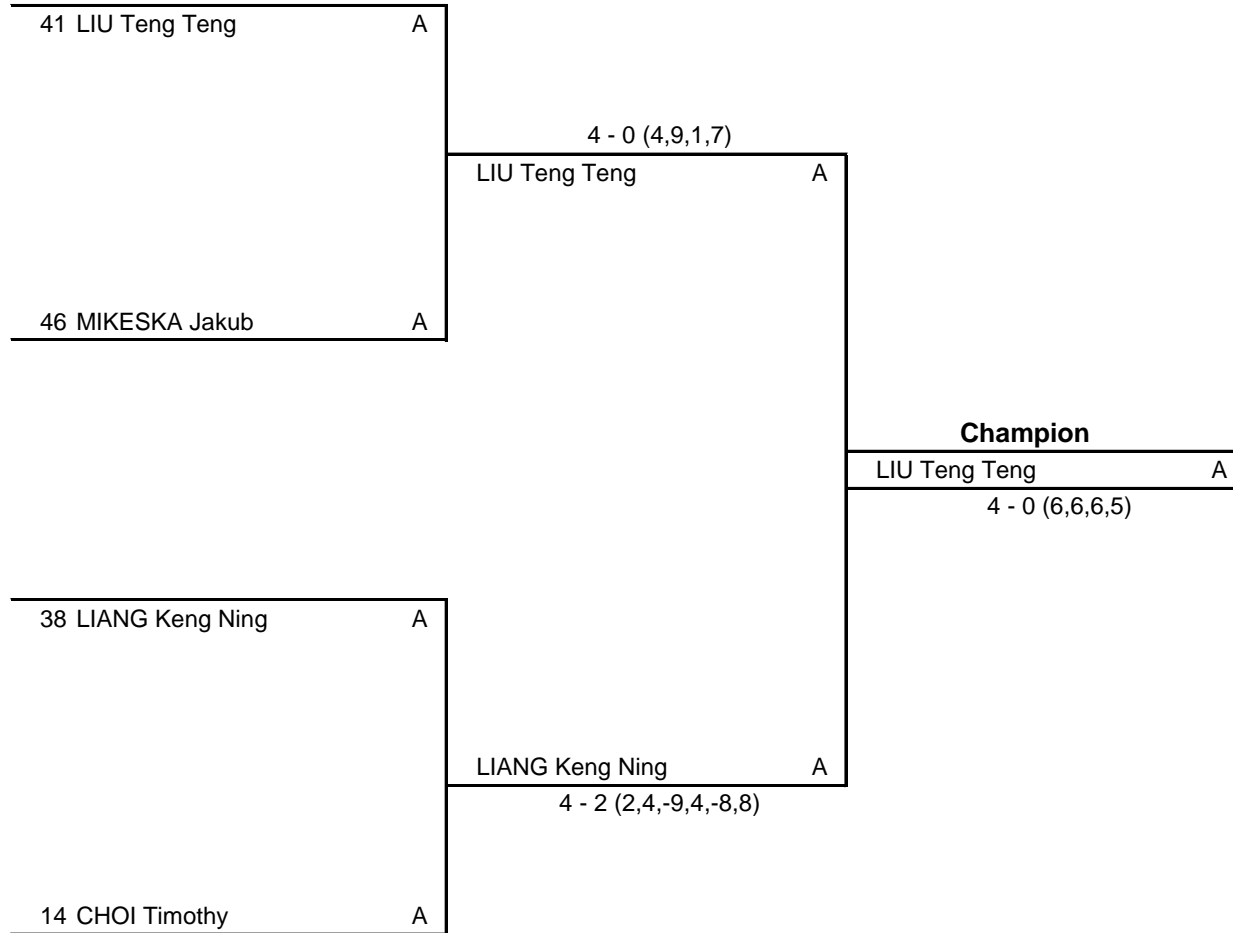 41 LIU Teng Teng A
4 - 0 (4,9,1,7)
LIU Teng Teng A
46 MIKESKA Jakub A
Champion
LIU Teng Teng A
4 - 0 (6,6,6,5)
38 LIANG Keng Ning A
LIANG Keng Ning A
4 - 2 (2,4,-9,4,-8,8)
14 CHOI Timothy A